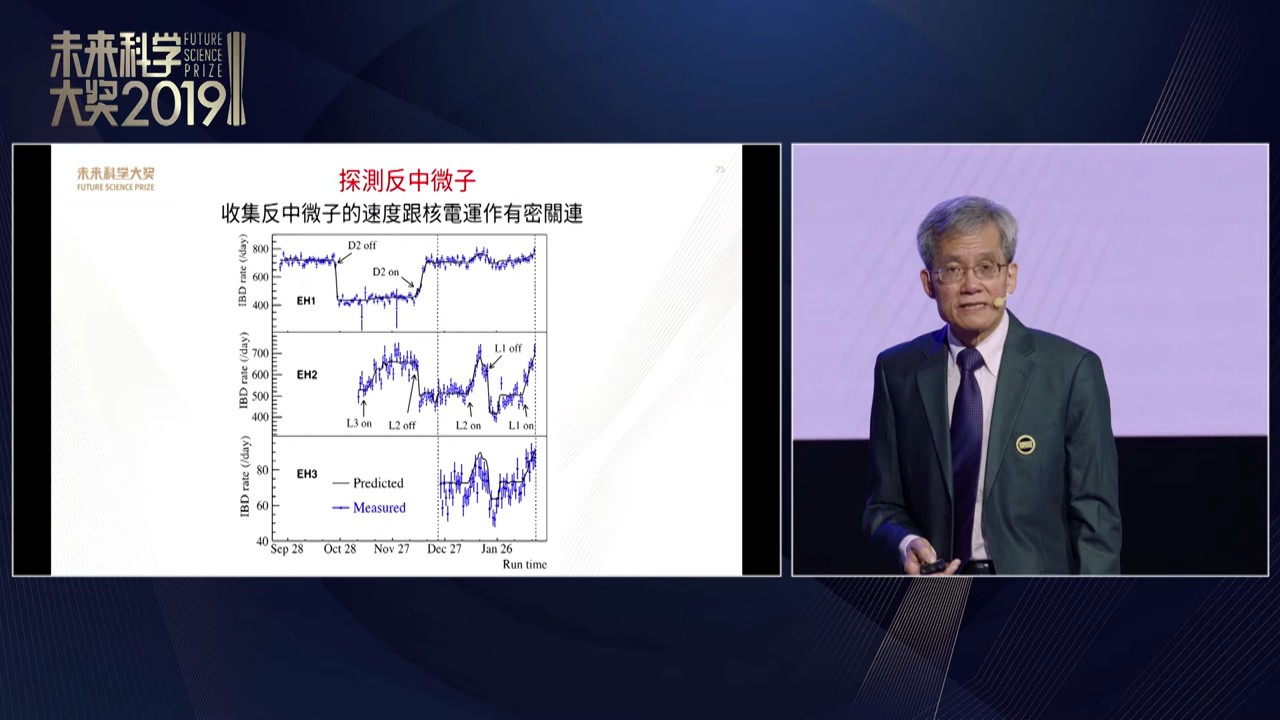 未来科学
大奖2019
FUTURE
SCIENCE
PRIZE
未来科学大奖
FUTURE SCIENCE PRIZE
75
探測反中微子
收集反中微子的速度跟核電運作有密關連
IBD rate (/day)
800
600
400
D2 off
D2 on
EH1
IBD rate (/day)
700
600
500
400
EH2
L3 on
L2 off
L2 on
L1 off
L1 on
IBD rate (/day)
80
60
40
EH3
Predicted
Measured
Sep 28 Oct 28 Nov 27 Dec 27 Jan 26
Run time